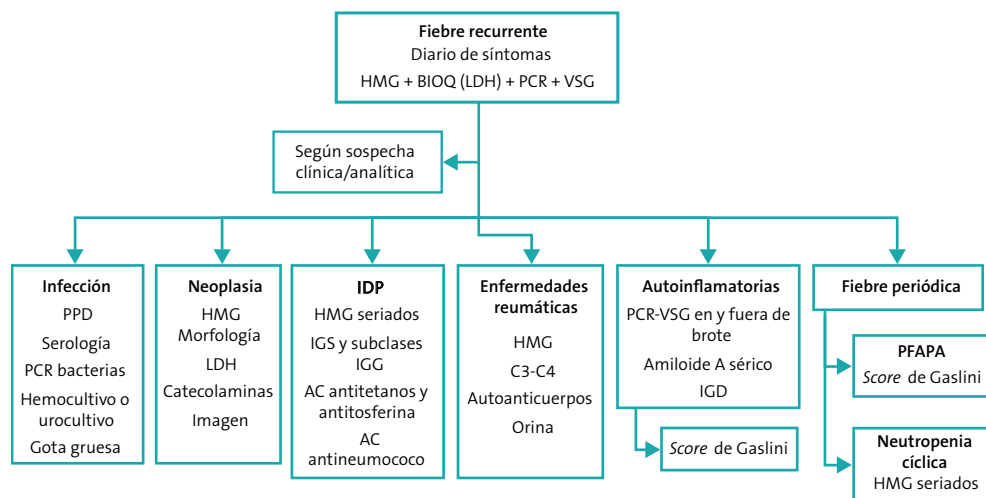 Fiebre recurrente
Diario de síntomas
HMG + BIOQ (LDH) + PCR + VSG
Según sospecha
clínica/analítica
Infección
PPD
Serología
PCR bacterias
Hemocultivo o
urocultivo
Gota gruesa
Neoplasia
HMG
Morfología
LDH
Catecolaminas
Imagen
IDP
HMG seriados
IGS y subclases
IGG
AC antitetanos y
antitosferina
AC
antineumococo
Enfermedades
reumáticas
HMG
C3-C4
Autoanticuerpos
Orina
Autoinflamatorias
PCR-VSG en y fuera de
brote
Amiloide A sérico
IGD
Score de Gaslini
Fiebre periódica
PFAPA
Score de Gaslini
Neutropenia
cíclica
HMG seriados